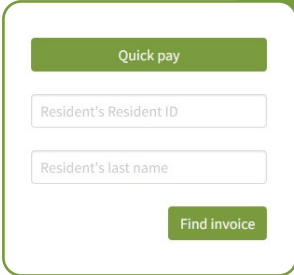 Quick pay
Resident's Resident ID
Resident's last name
Find invoice